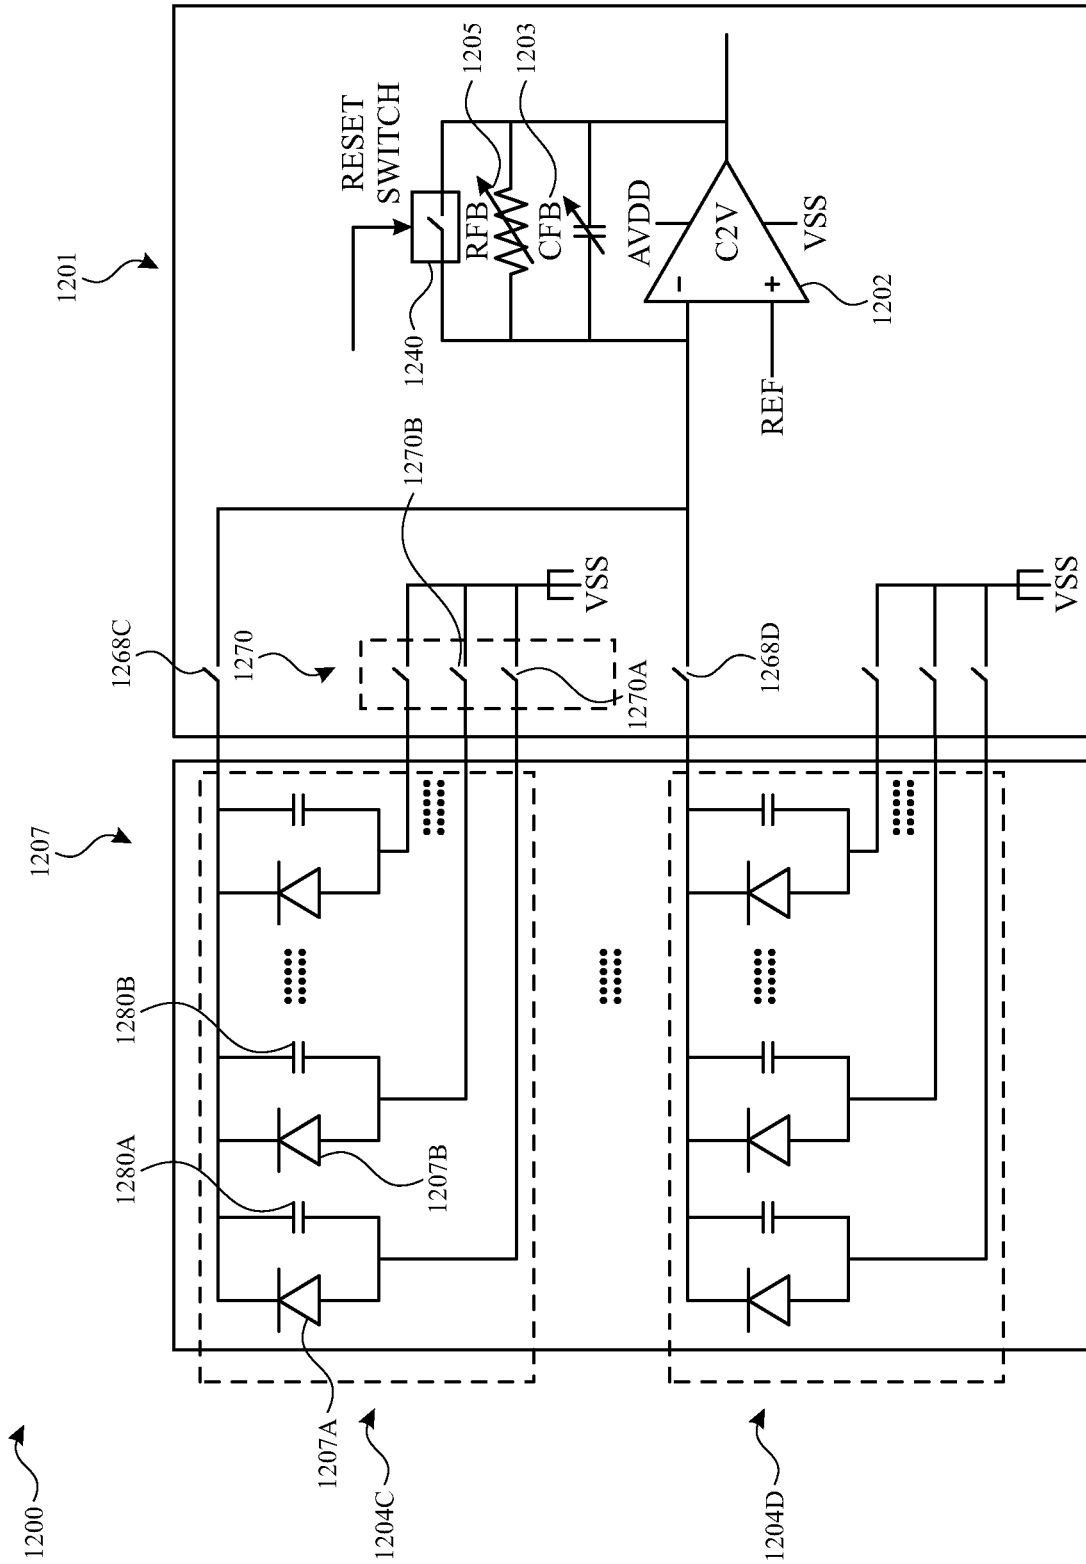 1200
1207
1201
1204C
1204D
1207A
1280A
1207B
1280B
1268C
1270
1270B
1270A
1268D
VSS
VSS
RESET
SWITCH
1240
RFB
1205
CFB
1203
AVDD
C2V
VSS
-
+
REF
1202